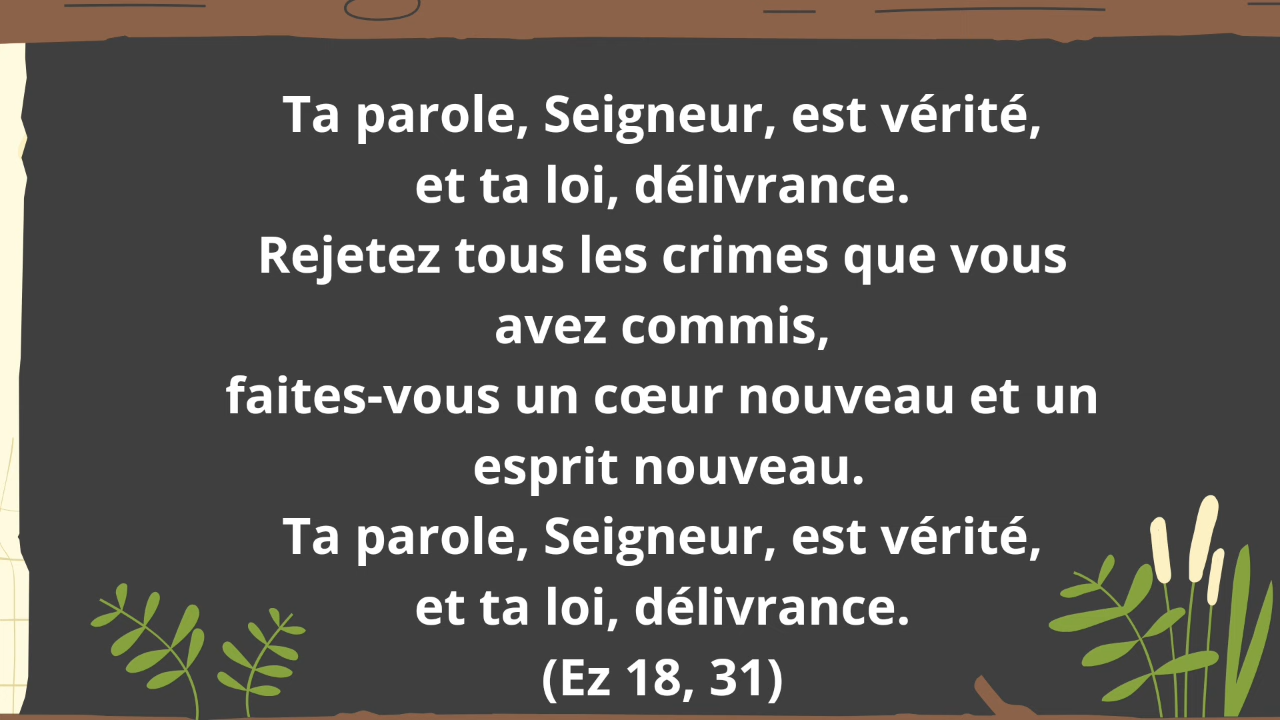 Ta parole, Seigneur, est vérité,
et ta loi, délivrance.
Rejetez tous les crimes que vous
avez commis,
faites-vous un cœur nouveau et un
esprit nouveau.
Ta parole, Seigneur, est vérité,
et ta loi, délivrance.
(Ez 18, 31)